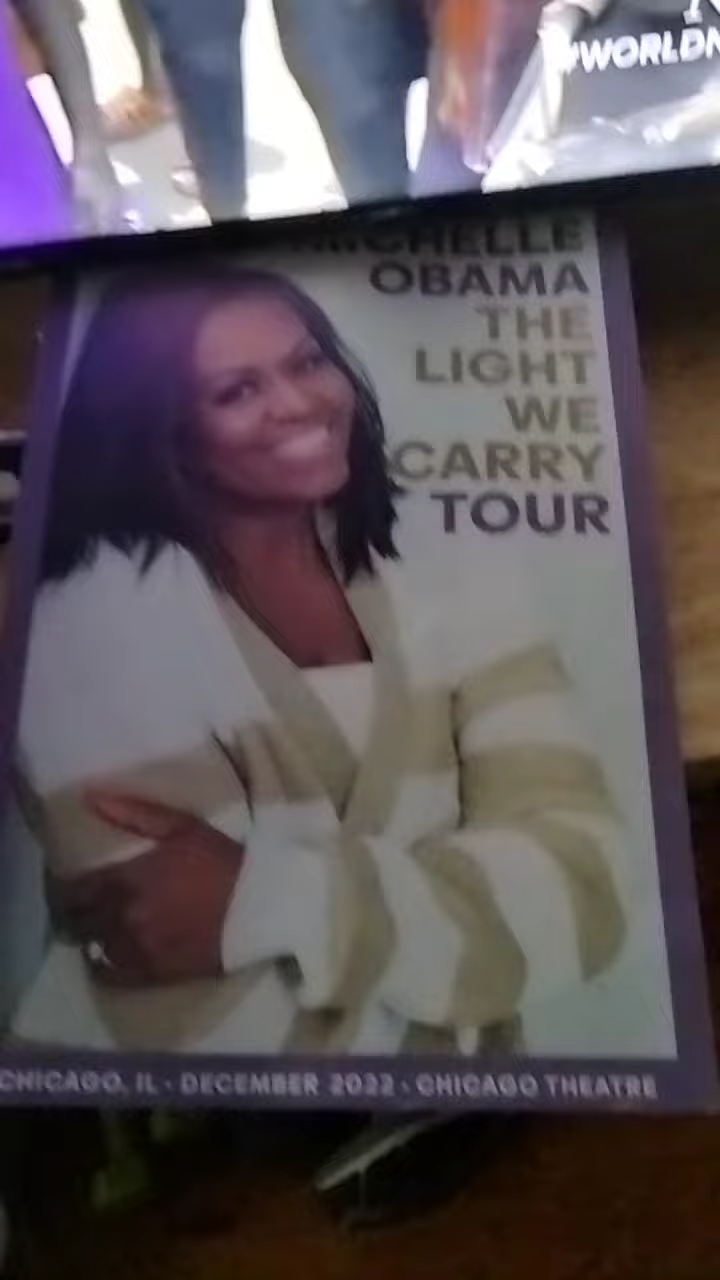 #WORLDN
MICHELLE
OBAMA
THE
LIGHT
WE
CARRY
TOUR
CHICAGO, IL • DECEMBER 2022 • CHICAGO THEATRE